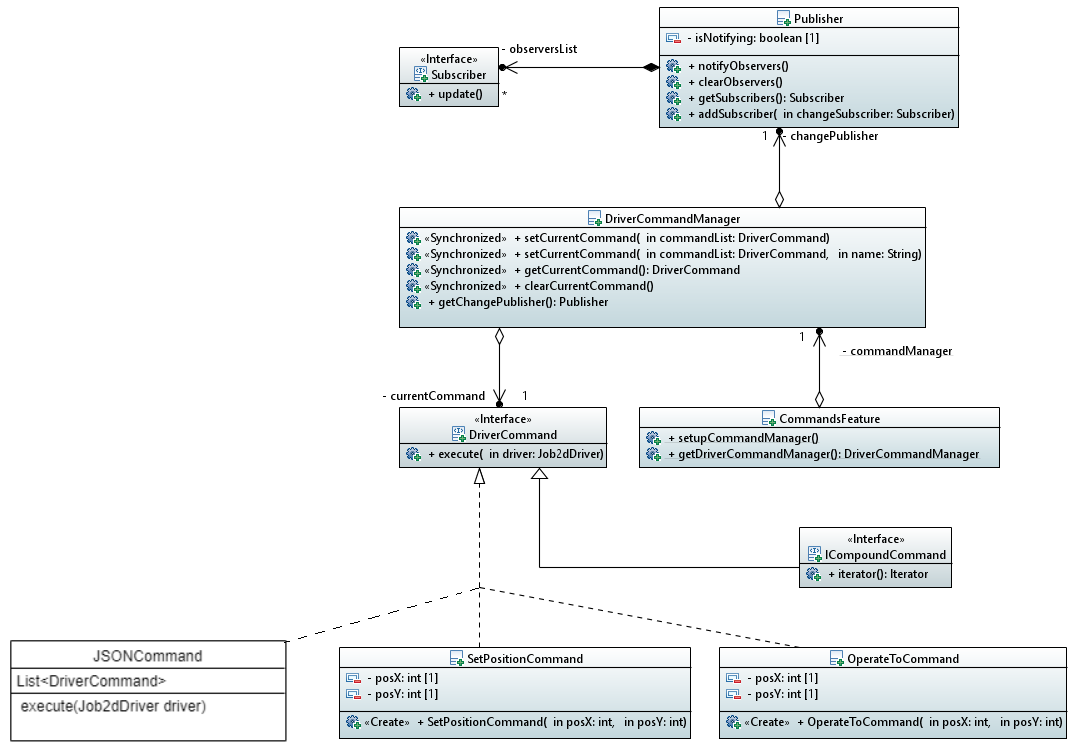 Publisher
- isNotifying: boolean [1]
+ notifyObservers()
+ clearObservers()
+ getSubscribers(): Subscriber
+ addSubscriber( in changeSubscriber: Subscriber)
- observersList
«Interface»
Subscriber
+ update()
*
1
- changePublisher
DriverCommandManager
«Synchronized» + setCurrentCommand( in commandList: DriverCommand)
«Synchronized» + setCurrentCommand( in commandList: DriverCommand, in name: String)
«Synchronized» + getCurrentCommand(): DriverCommand
«Synchronized» + clearCurrentCommand()
+ getChangePublisher(): Publisher
1
- commandManager
- currentCommand
1
«Interface»
DriverCommand
+ execute( in driver: Job2dDriver)
CommandsFeature
+ setupCommandManager()
+ getDriverCommandManager(): DriverCommandManager
«Interface»
ICompoundCommand
+ iterator(): Iterator
JSONCommand
List<DriverCommand>
execute(Job2dDriver driver)
SetPositionCommand
- posX: int [1]
- posY: int [1]
«Create» + SetPositionCommand( in posX: int, in posY: int)
OperateToCommand
- posX: int [1]
- posY: int [1]
«Create» + OperateToCommand( in posX: int, in posY: int)